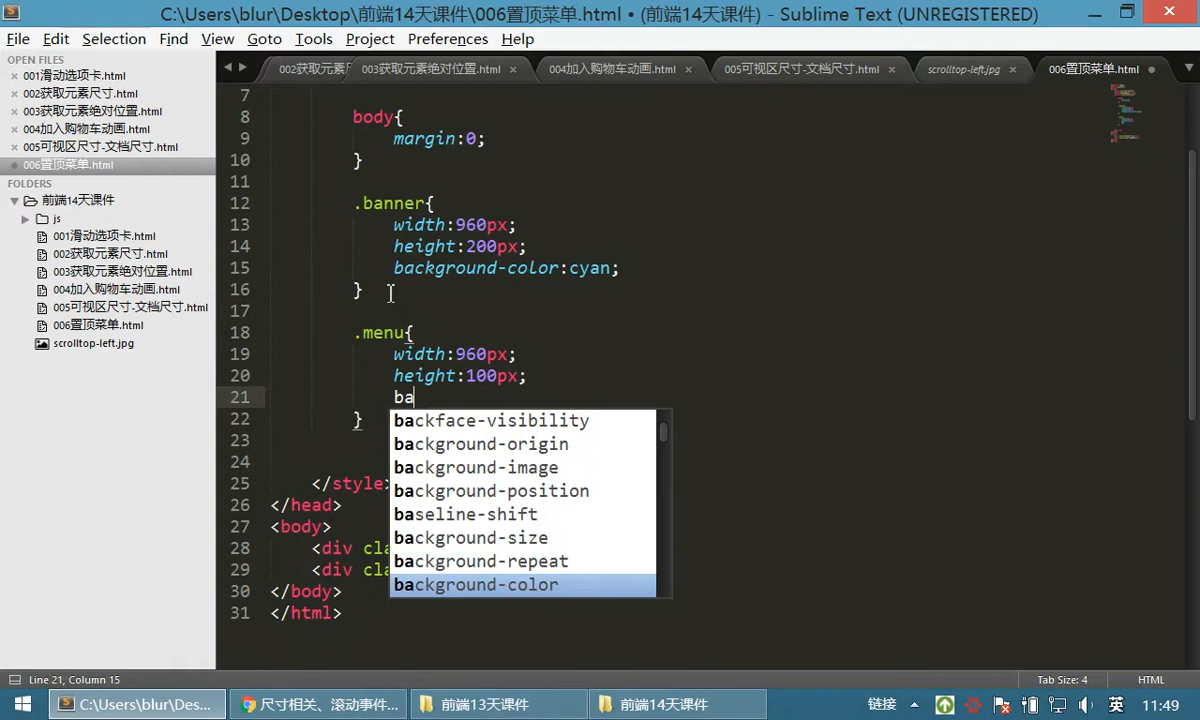 C:\Users\blur\Desktop\前端14天课件\006置顶菜单.html • (前端14天课件) - Sublime Text (UNREGISTERED)
File Edit Selection Find View Goto Tools Project Preferences Help
OPEN FILES
001滑动选项卡.html
002获取元素尺寸.html
003获取元素绝对位置.html
004加入购物车动画.html
005可视区尺寸-文档尺寸.html
006置顶菜单.html
FOLDERS
前端14天课件
js
001滑动选项卡.html
002获取元素尺寸.html
003获取元素绝对位置.html
004加入购物车动画.html
005可视区尺寸-文档尺寸.html
006置顶菜单.html
scrolltop-left.jpg
002获取元素 003获取元素绝对位置.html 004加入购物车动画.html 005可视区尺寸-文档尺寸.html scrolltop-left.jpg 006置顶菜单.html
7
8 body{
9 margin:0;
10 }
11
12 .banner{
13 width:960px;
14 height:200px;
15 background-color:cyan;
16 }
17
18 .menu{
19 width:960px;
20 height:100px;
21 ba
22 }
23
24
25 </style>
26 </head>
27 <body>
28 <div cla
29 <div cla
30 </body>
31 </html>
backface-visibility
background-origin
background-image
background-position
baseline-shift
background-size
background-repeat
background-color
Line 21, Column 15 Tab Size: 4 HTML
C:\Users\blur\Des... 尺寸相关、滚动事件... 前端13天课件 前端14天课件 链接 英 11:49